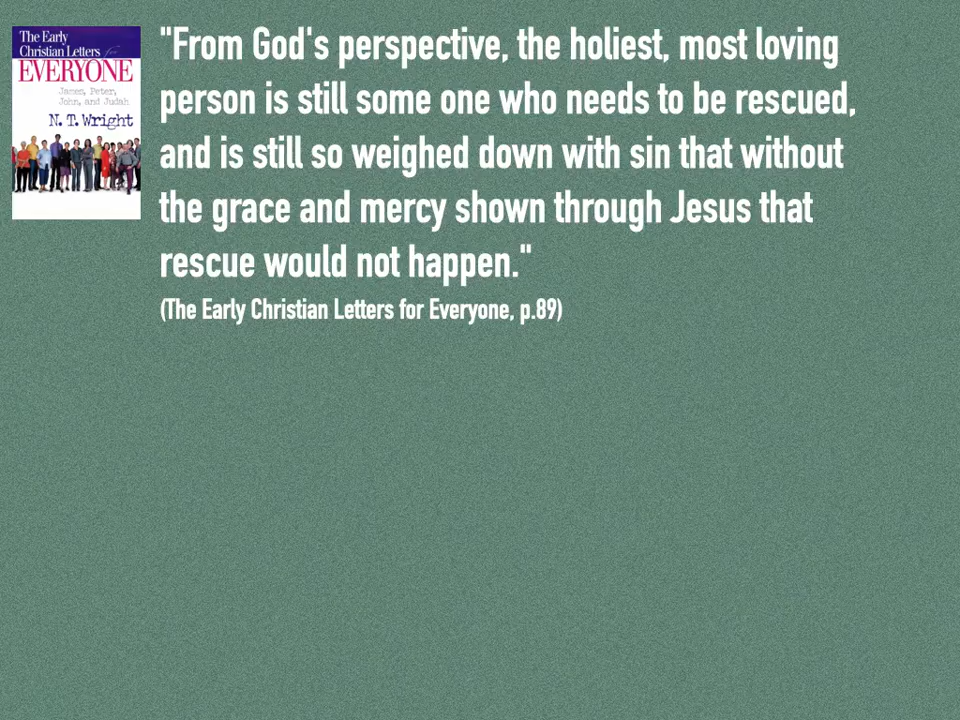 The Early
Christian Letters for
EVERYONE
James, Peter,
John, and Judah
N. T. Wright
"From God's perspective, the holiest, most loving
person is still some one who needs to be rescued,
and is still so weighed down with sin that without
the grace and mercy shown through Jesus that
rescue would not happen."
(The Early Christian Letters for Everyone, p.89)